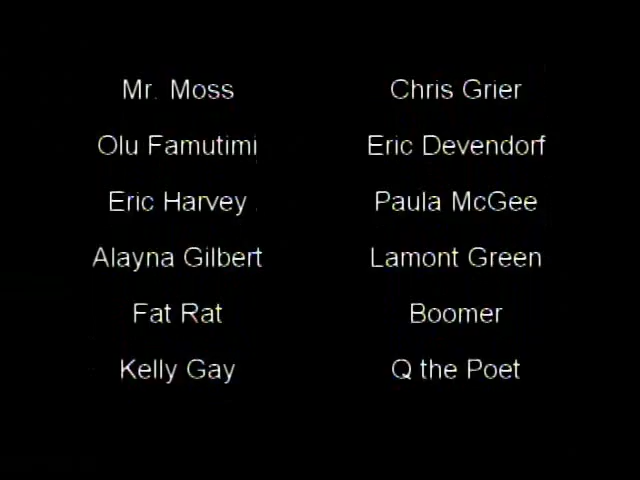 Mr. Moss
Chris Grier
Olu Famutimi
Eric Devendorf
Eric Harvey
Paula McGee
Alayna Gilbert
Lamont Green
Fat Rat
Boomer
Kelly Gay
Q the Poet